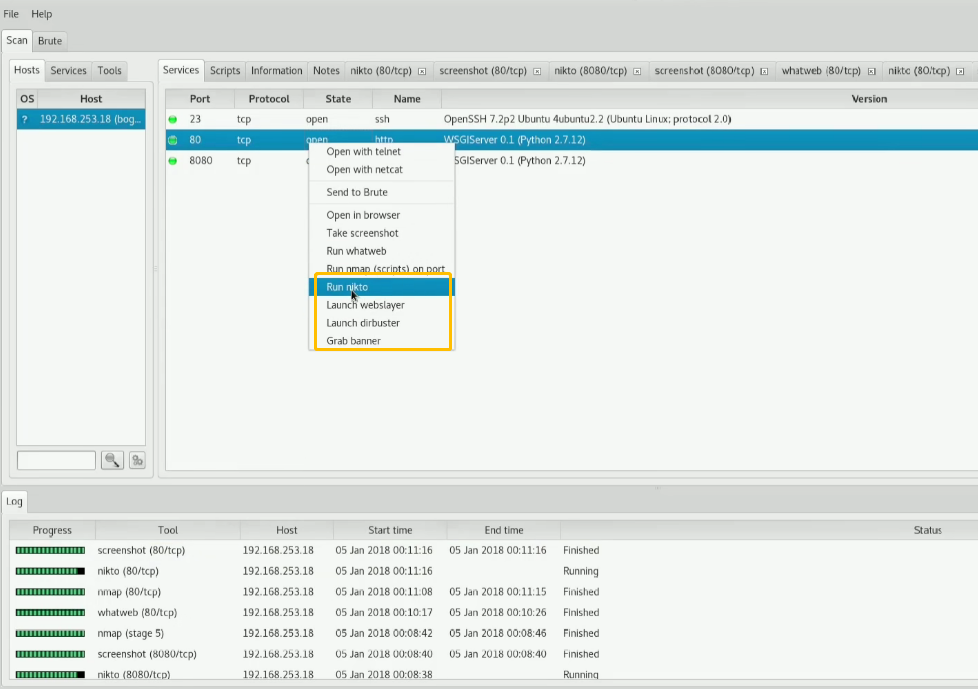 File Help
Scan Brute
Hosts Services Tools
Services Scripts Information Notes nikto (80/tcp) screenshot (80/tcp) nikto (8080/tcp) screenshot (8080/tcp) whatweb (80/tcp) nikto (80/tcp)
OS Host
? 192.168.253.18 (bog...
Port Protocol State Name Version
23 tcp open ssh OpenSSH 7.2p2 Ubuntu 4ubuntu2.2 (Ubuntu Linux; protocol 2.0)
80 tcp open http WSGIServer 0.1 (Python 2.7.12)
8080 tcp WSGIServer 0.1 (Python 2.7.12)
Open with telnet
Open with netcat
Send to Brute
Open in browser
Take screenshot
Run whatweb
Run nmap (scripts) on port
Run nikto
Launch webslayer
Launch dirbuster
Grab banner
Log
Progress Tool Host Start time End time Status
screenshot (80/tcp) 192.168.253.18 05 Jan 2018 00:11:16 05 Jan 2018 00:11:16 Finished
nikto (80/tcp) 192.168.253.18 05 Jan 2018 00:11:16 Running
nmap (80/tcp) 192.168.253.18 05 Jan 2018 00:11:08 05 Jan 2018 00:11:15 Finished
whatweb (80/tcp) 192.168.253.18 05 Jan 2018 00:10:17 05 Jan 2018 00:10:26 Finished
nmap (stage 5) 192.168.253.18 05 Jan 2018 00:08:42 05 Jan 2018 00:08:46 Finished
screenshot (8080/tcp) 192.168.253.18 05 Jan 2018 00:08:40 05 Jan 2018 00:08:40 Finished
nikto (8080/tcp) 192.168.253.18 05 Jan 2018 00:08:38 Running